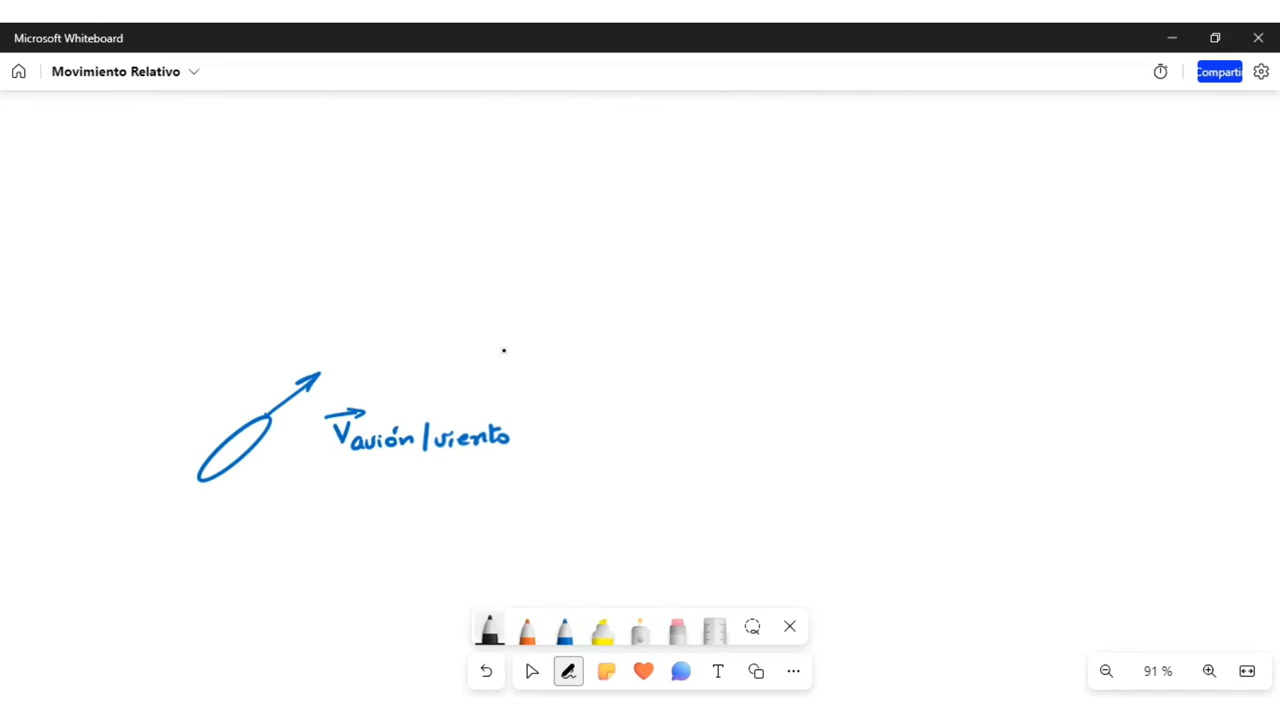 Microsoft Whiteboard
Movimiento Relativo
Comparti
V avión / viento
91 %